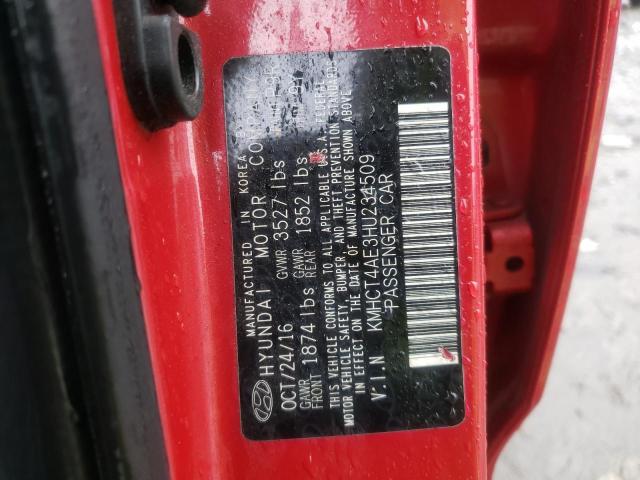 MANUFACTURED IN KOREA
HYUNDAI MOTOR CO
OCT/24/16 GVWR 3527 lbs
GAWR FRONT 1874 lbs GAWR REAR 1852 lbs
THIS VEHICLE CONFORMS TO ALL APPLICABLE U.S.A. FEDERAL
MOTOR VEHICLE SAFETY, BUMPER, AND THEFT PREVENTION STANDARDS
IN EFFECT ON THE DATE OF MANUFACTURE SHOWN ABOVE
V.I.N KMHCT4AE3HU234509
PASSENGER CAR